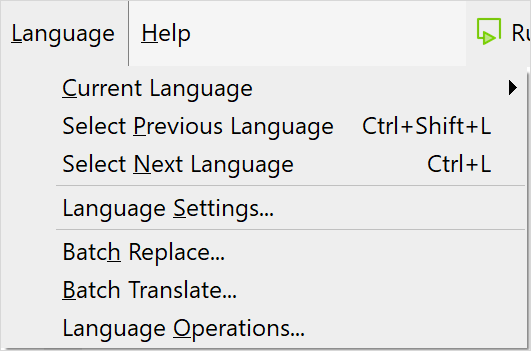 Language Help
Current Language
Select Previous Language Ctrl+Shift+L
Select Next Language Ctrl+L
Language Settings...
Batch Replace...
Batch Translate...
Language Operations...